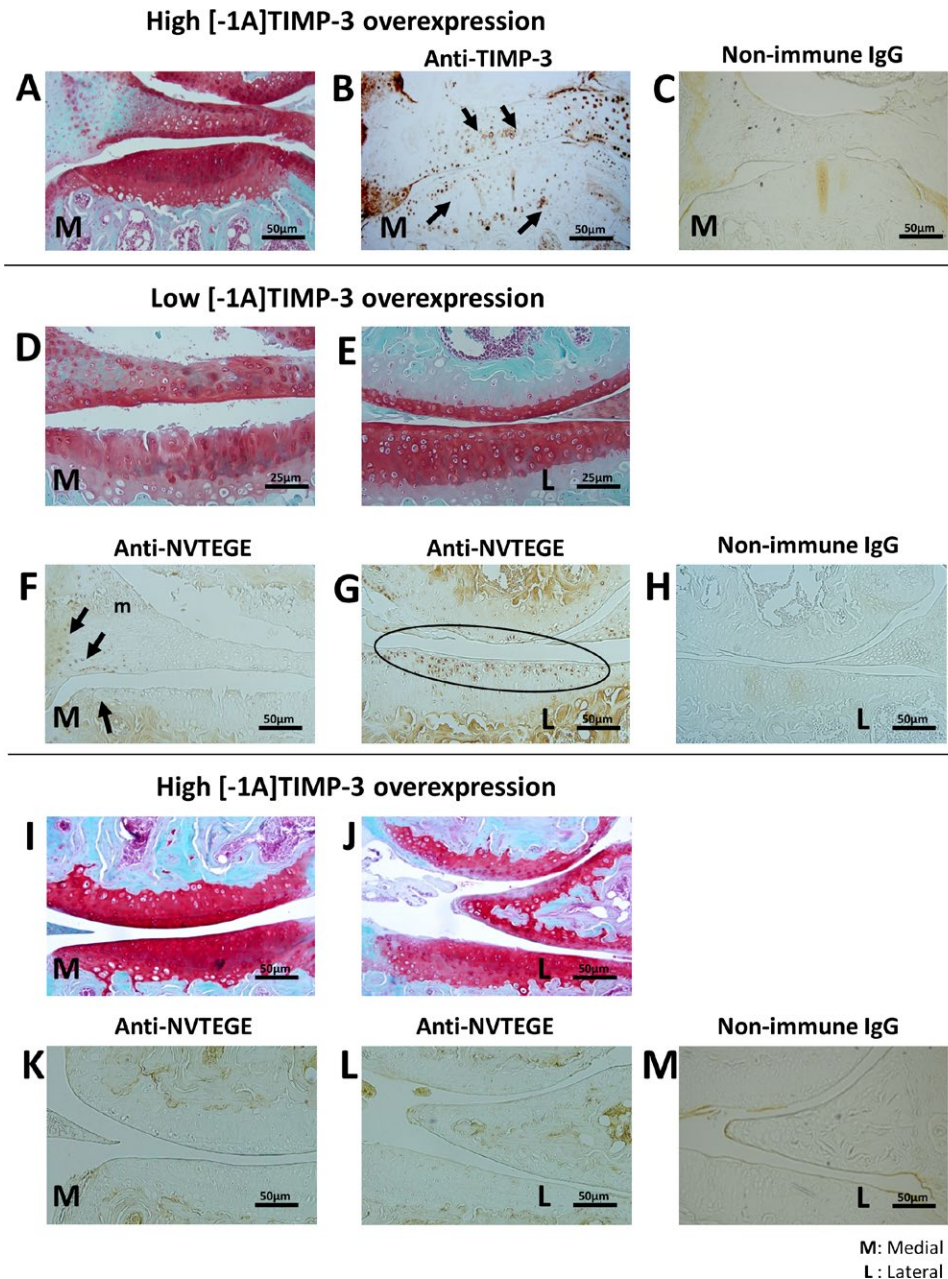 High [-1A]TIMP-3 overexpression
Anti-TIMP-3
Non-immune IgG
A
B
C
M
50µm
M
50µm
M
50µm
Low [-1A]TIMP-3 overexpression
D
E
M
25µm
L
25µm
Anti-NVTEGE
Anti-NVTEGE
Non-immune IgG
F
G
H
m
M
50µm
L
50µm
L
50µm
High [-1A]TIMP-3 overexpression
I
J
M
50µm
L
50µm
Anti-NVTEGE
Anti-NVTEGE
Non-immune IgG
K
L
M
M
50µm
L
50µm
L
50µm
M: Medial
L : Lateral